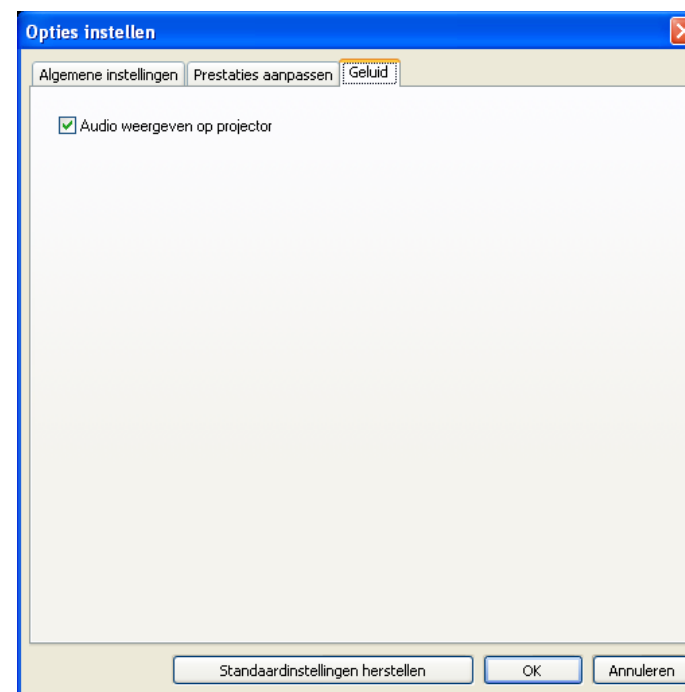 Opties instellen
Algemene instellingen Prestaties aanpassen Geluid
Audio weergeven op projector
Standaardinstellingen herstellen OK Annuleren